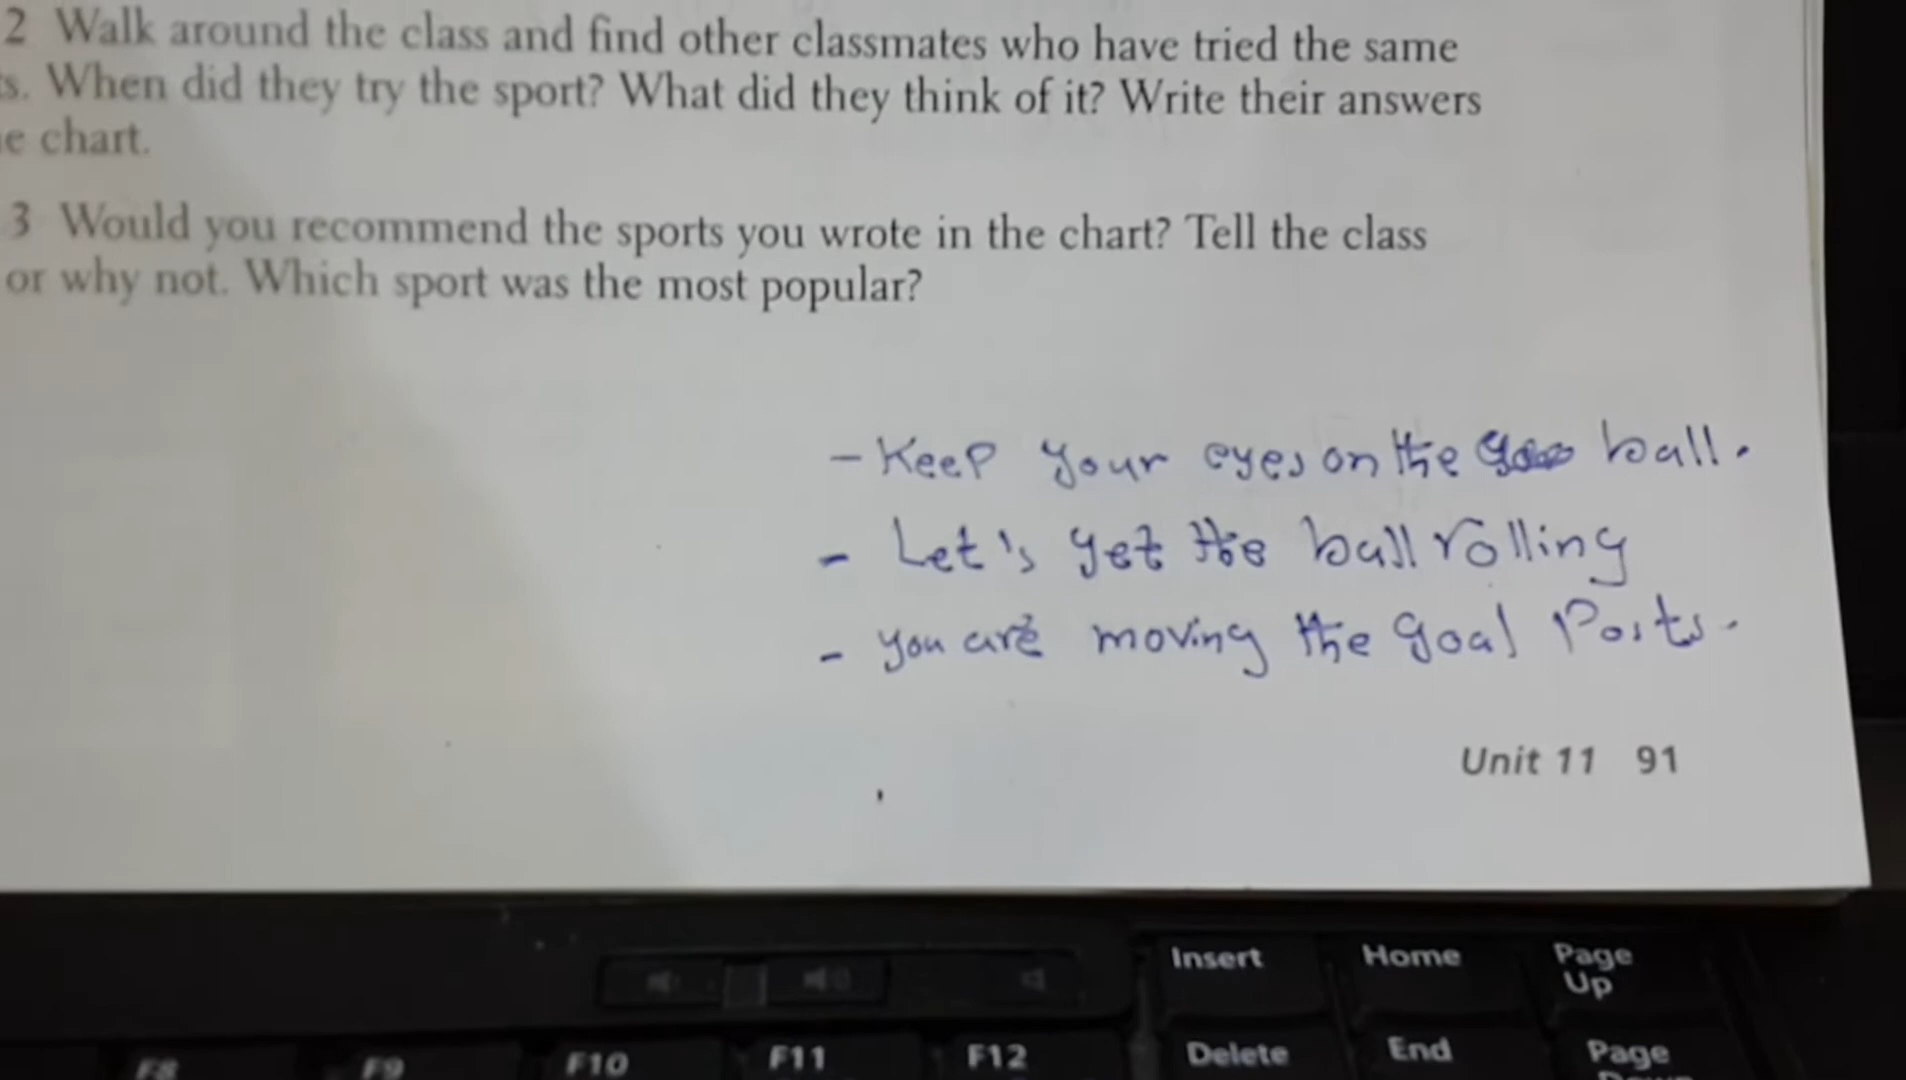 2 Walk around the class and find other classmates who have tried the same
s. When did they try the sport? What did they think of it? Write their answers
e chart.
3 Would you recommend the sports you wrote in the chart? Tell the class
or why not. Which sport was the most popular?
- Keep your eyes on the ball.
- Let's get the ball rolling
- you are moving the goal Posts.
Unit 11 91
Insert Home Page Up
F8 F9 F10 F11 F12 Delete End Page